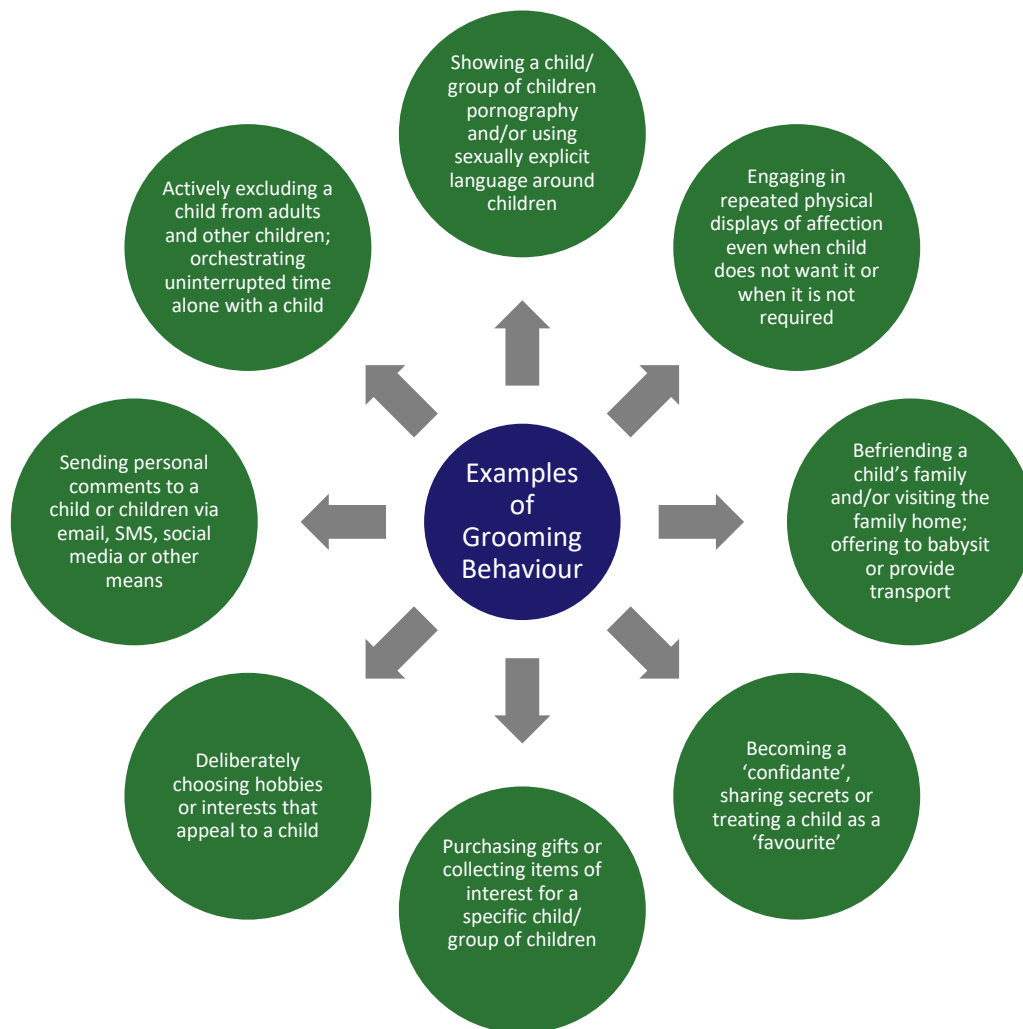 Showing a child/
group of children
pornography
and/or using
sexually explicit
language around
children
Engaging in
repeated physical
displays of affection
even when child
does not want it or
when it is not
required
Befriending a
child’s family
and/or visiting the
family home;
offering to babysit
or provide
transport
Becoming a
‘confidante’,
sharing secrets or
treating a child as a
‘favourite’
Purchasing gifts or
collecting items of
interest for a
specific child/
group of children
Deliberately
choosing hobbies
or interests that
appeal to a child
Sending personal
comments to a
child or children via
email, SMS, social
media or other
means
Actively excluding a
child from adults
and other children;
orchestrating
uninterrupted time
alone with a child
Examples
of
Grooming
Behaviour